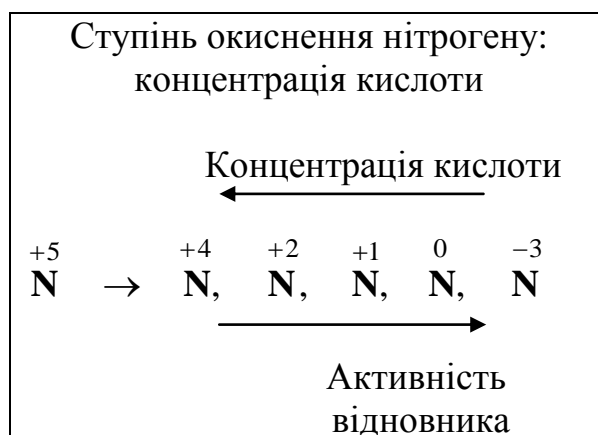 Ступінь окиснення нітрогену:
концентрація кислоти
Концентрація кислоти
+5 +4 +2 +1 0 −3
N → N, N, N, N, N
Активність
відновника